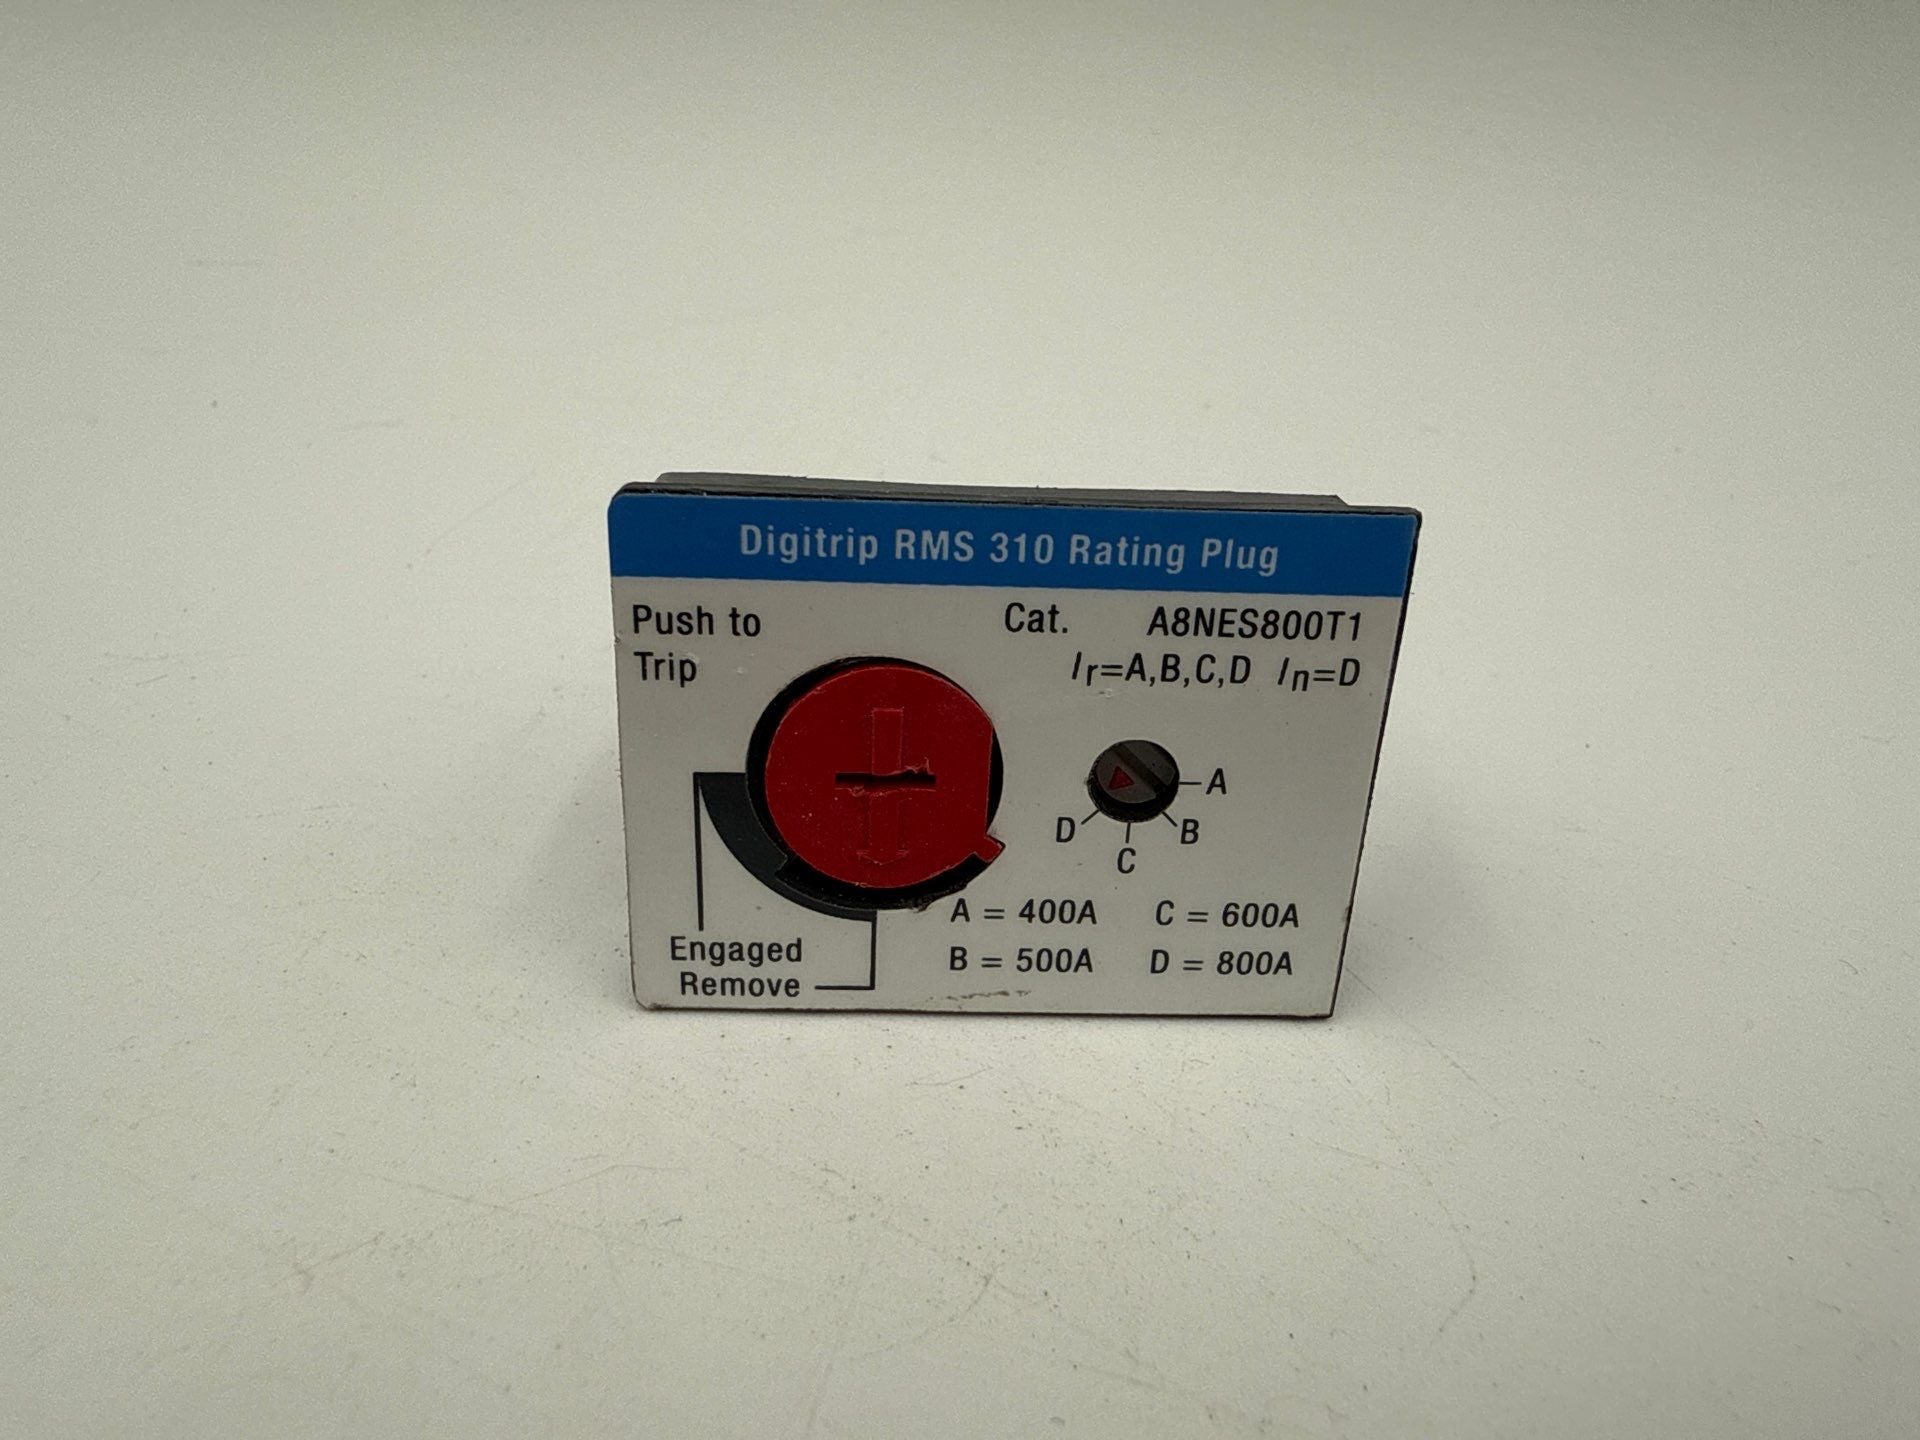 Digitrip RMS 310 Rating Plug
Push to
Trip
Cat. A8NES800T1
Ir=A,B,C,D In=D
A
B
C
D
A = 400A C = 600A
B = 500A D = 800A
Engaged
Remove